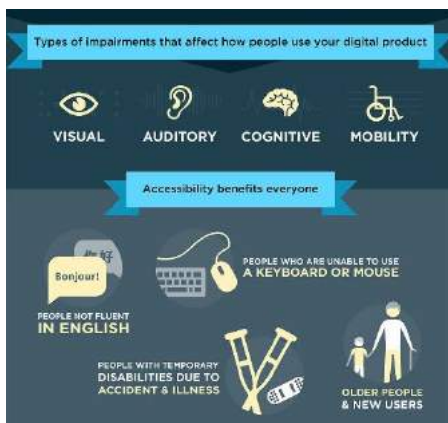 Types of impairments that affect how people use your digital product
VISUAL
AUDITORY
COGNITIVE
MOBILITY
Accessibility benefits everyone
你好
Bonjour!
PEOPLE NOT FLUENT
IN ENGLISH
PEOPLE WHO ARE UNABLE TO USE
A KEYBOARD OR MOUSE
PEOPLE WITH TEMPORARY
DISABILITIES DUE TO
ACCIDENT & ILLNESS
OLDER PEOPLE
& NEW USERS